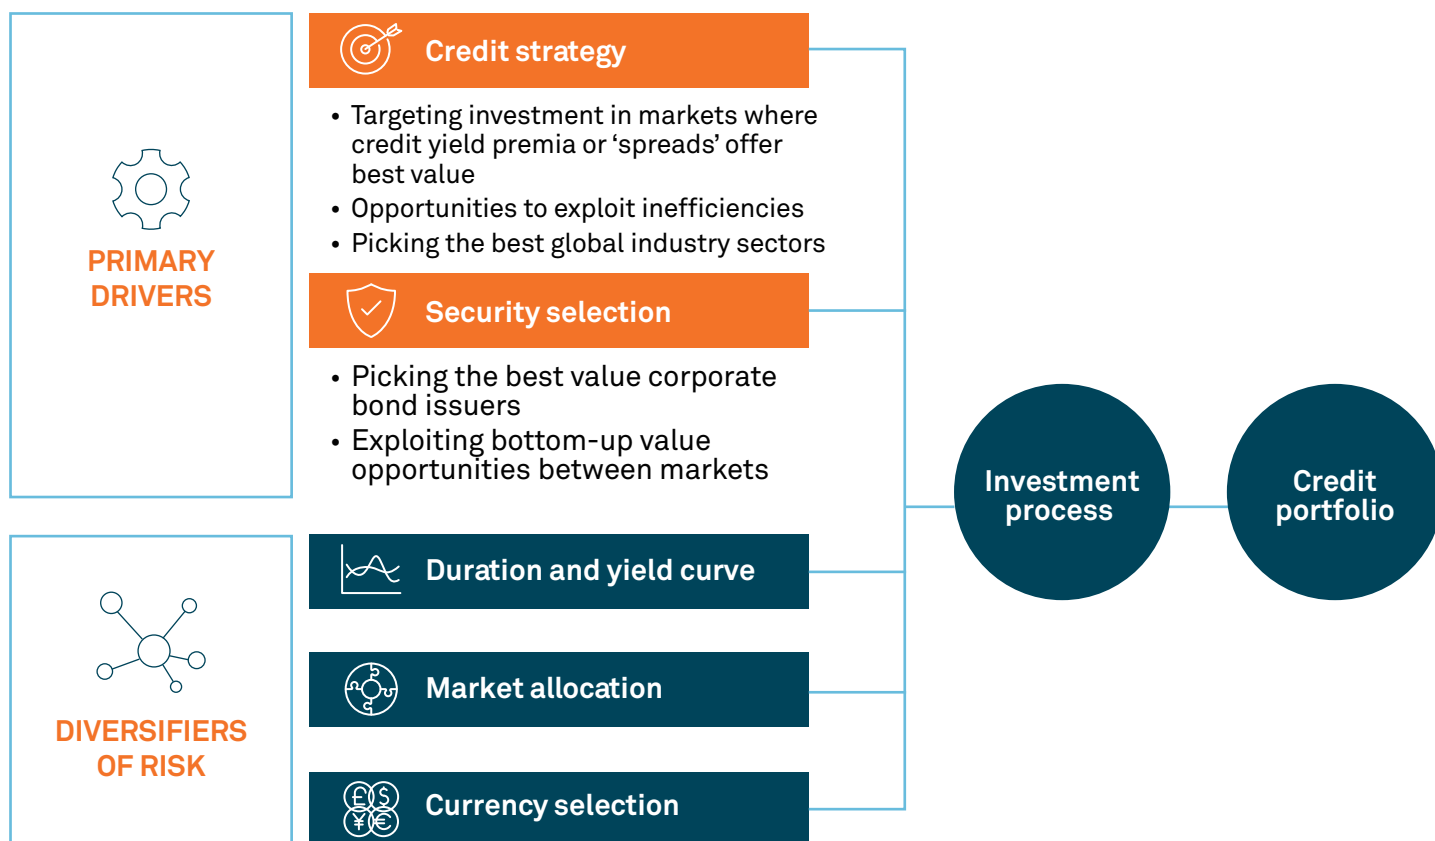 PRIMARY
DRIVERS
Credit strategy
• Targeting investment in markets where
credit yield premia or ‘spreads’ offer
best value
• Opportunities to exploit inefficiencies
• Picking the best global industry sectors
Security selection
• Picking the best value corporate
bond issuers
• Exploiting bottom-up value
opportunities between markets
DIVERSIFIERS
OF RISK
Duration and yield curve
Market allocation
£ $
¥ €
Currency selection
Investment
process
Credit
portfolio